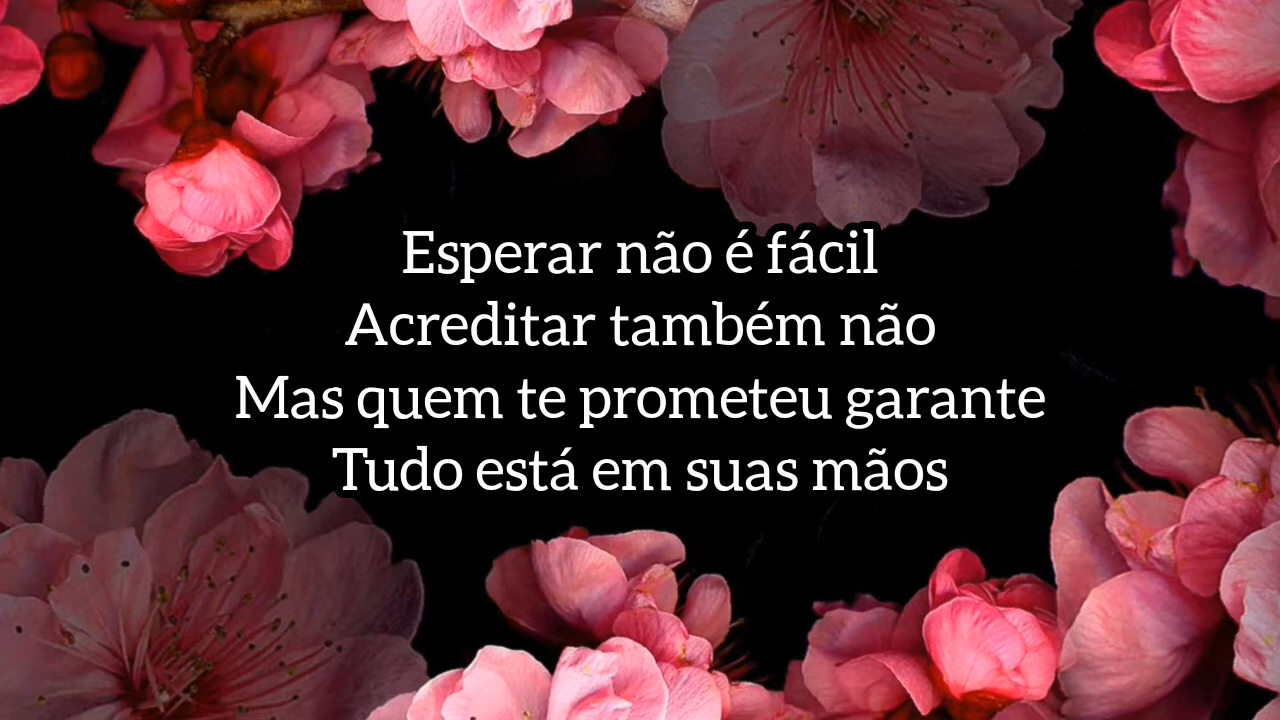 Esperar não é fácil
Acreditar também não
Mas quem te prometeu garante
Tudo está em suas mãos